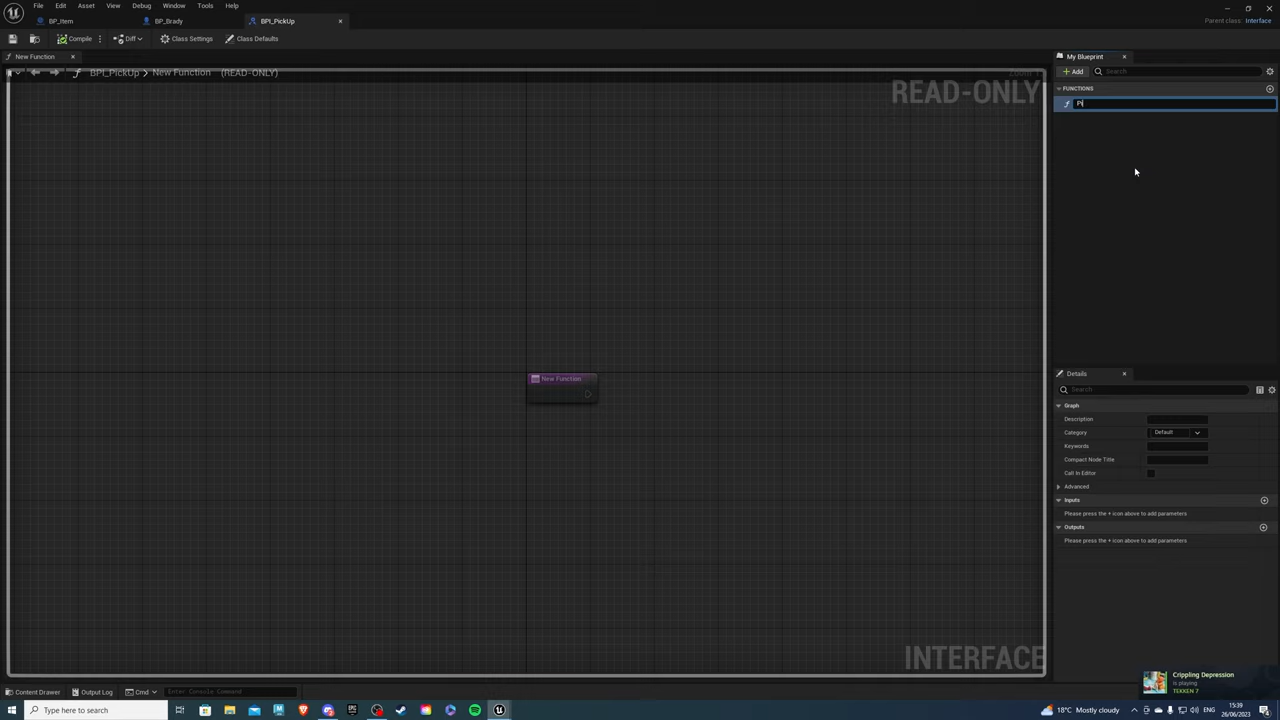 File Edit Asset View Debug Window Tools Help
Parent class: Interface
BP_Item BP_Brady BPI_PickUp
Compile Diff Class Settings Class Defaults
New Function
BPI_PickUp New Function (READ-ONLY)
READ-ONLY
New Function
INTERFACE
My Blueprint
Add Search
FUNCTIONS
Pi
Details
Search
Graph
Description
Category Default
Keywords
Compact Node Title
Call In Editor
Advanced
Inputs
Please press the + icon above to add parameters
Outputs
Please press the + icon above to add parameters
Crippling Depression
is playing
TEKKEN 7
Content Drawer Output Log Cmd Enter Console Command
Type here to search
18°C Mostly cloudy ENG
15:39
26/06/2023